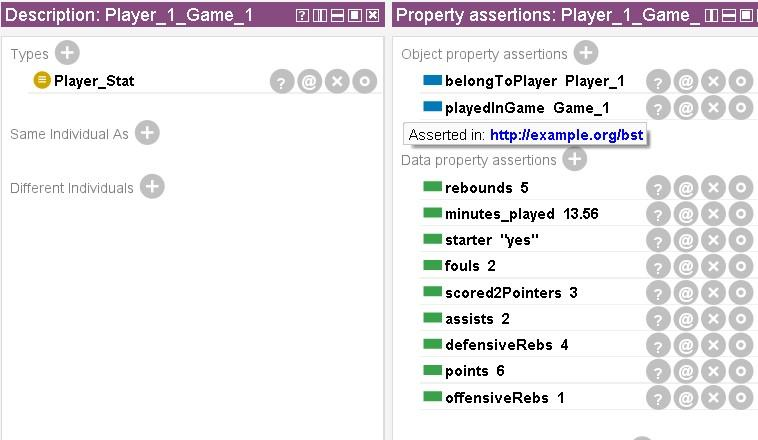 Description: Player_1_Game_1
Types
Player_Stat
Same Individual As
Different Individuals
Property assertions: Player_1_Game_
Object property assertions
belongToPlayer Player_1
playedInGame Game_1
Asserted in: http://example.org/bst
Data property assertions
rebounds 5
minutes_played 13.56
starter "yes"
fouls 2
scored2Pointers 3
assists 2
defensiveRebs 4
points 6
offensiveRebs 1